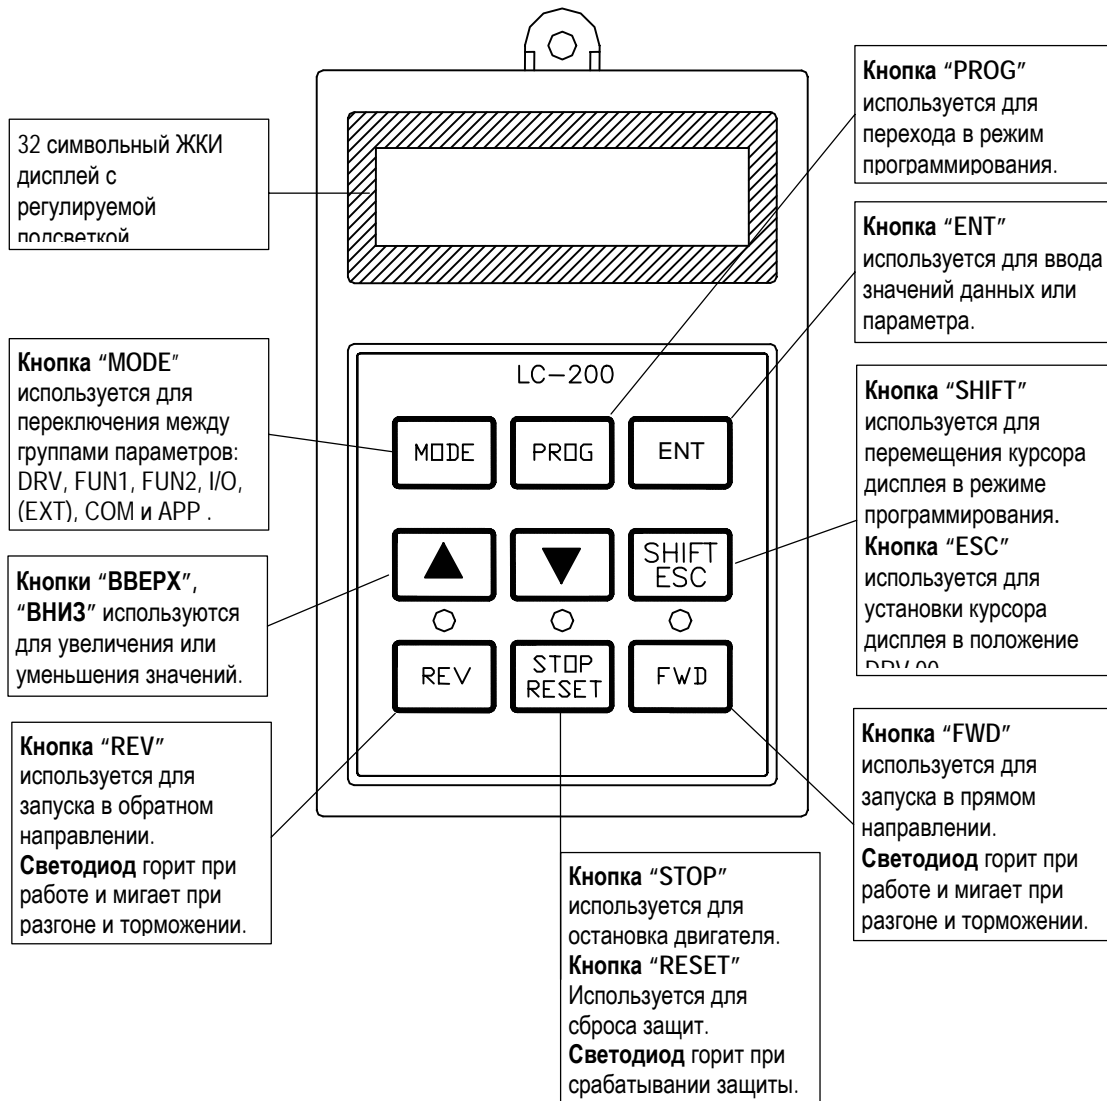 32 символьный ЖКИ
дисплей с
регулируемой
подсветкой
Кнопка “MODE”
используется для
переключения между
группами параметров:
DRV, FUN1, FUN2, I/O,
(EXT), COM и APP .
Кнопки “ВВЕРХ”,
“ВНИЗ” используются
для увеличения или
уменьшения значений.
Кнопка “REV”
используется для
запуска в обратном
направлении.
Светодиод горит при
работе и мигает при
разгоне и торможении.
LC-200
MODE
PROG
ENT
SHIFT
ESC
REV
STOP
RESET
FWD
Кнопка “STOP”
используется для
остановка двигателя.
Кнопка “RESET”
Используется для
сброса защит.
Светодиод горит при
срабатывании защиты.
Кнопка “PROG”
используется для
перехода в режим
программирования.
Кнопка “ENT”
используется для ввода
значений данных или
параметра.
Кнопка “SHIFT”
используется для
перемещения курсора
дисплея в режиме
программирования.
Кнопка “ESC”
используется для
установки курсора
дисплея в положение
DRV 00
Кнопка “FWD”
используется для
запуска в прямом
направлении.
Светодиод горит при
работе и мигает при
разгоне и торможении.